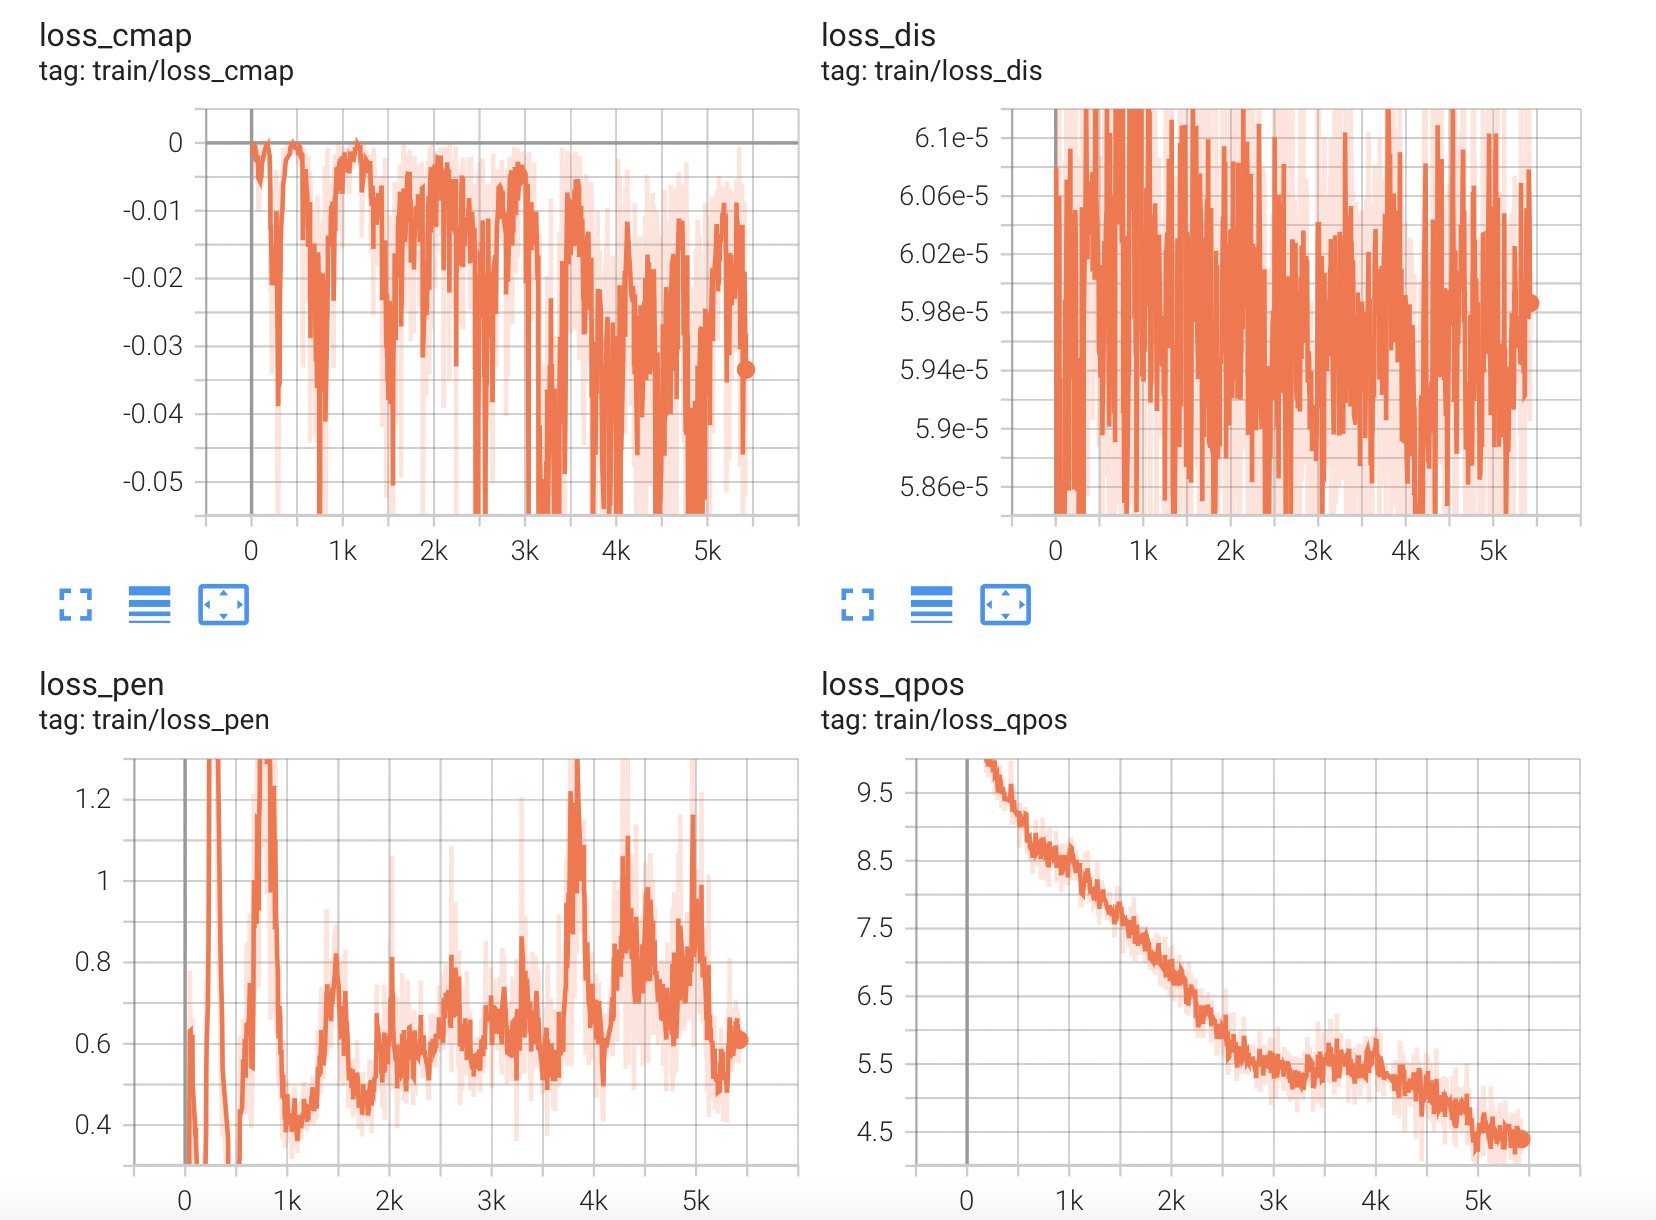 loss_cmap
tag: train/loss_cmap
0
-0.01
-0.02
-0.03
-0.04
-0.05
0 1k 2k 3k 4k 5k
loss_dis
tag: train/loss_dis
6.1e-5
6.06e-5
6.02e-5
5.98e-5
5.94e-5
5.9e-5
5.86e-5
0 1k 2k 3k 4k 5k
loss_pen
tag: train/loss_pen
1.2
1
0.8
0.6
0.4
0 1k 2k 3k 4k 5k
loss_qpos
tag: train/loss_qpos
9.5
8.5
7.5
6.5
5.5
4.5
0 1k 2k 3k 4k 5k